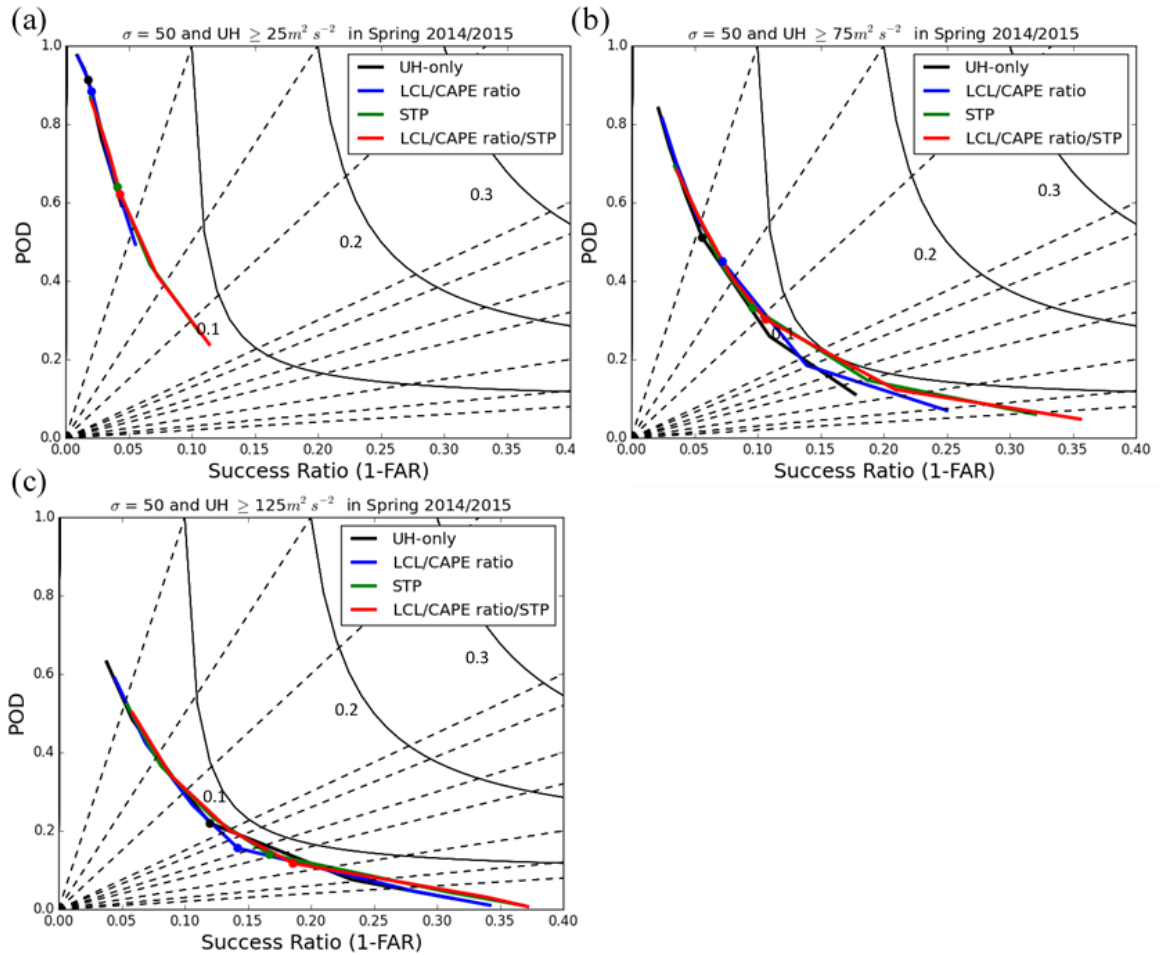 (a)
σ = 50 and UH ≥ 25m² s⁻² in Spring 2014/2015
1.0
0.8
0.6
0.4
0.2
0.0
POD
UH-only
LCL/CAPE ratio
STP
LCL/CAPE ratio/STP
0.3
0.2
0.1
0.00 0.05 0.10 0.15 0.20 0.25 0.30 0.35 0.40
Success Ratio (1-FAR)
(b)
σ = 50 and UH ≥ 75m² s⁻² in Spring 2014/2015
1.0
0.8
0.6
0.4
0.2
0.0
POD
UH-only
LCL/CAPE ratio
STP
LCL/CAPE ratio/STP
0.3
0.2
0.1
0.00 0.05 0.10 0.15 0.20 0.25 0.30 0.35 0.40
Success Ratio (1-FAR)
(c)
σ = 50 and UH ≥ 125m² s⁻² in Spring 2014/2015
1.0
0.8
0.6
0.4
0.2
0.0
POD
UH-only
LCL/CAPE ratio
STP
LCL/CAPE ratio/STP
0.3
0.2
0.1
0.00 0.05 0.10 0.15 0.20 0.25 0.30 0.35 0.40
Success Ratio (1-FAR)